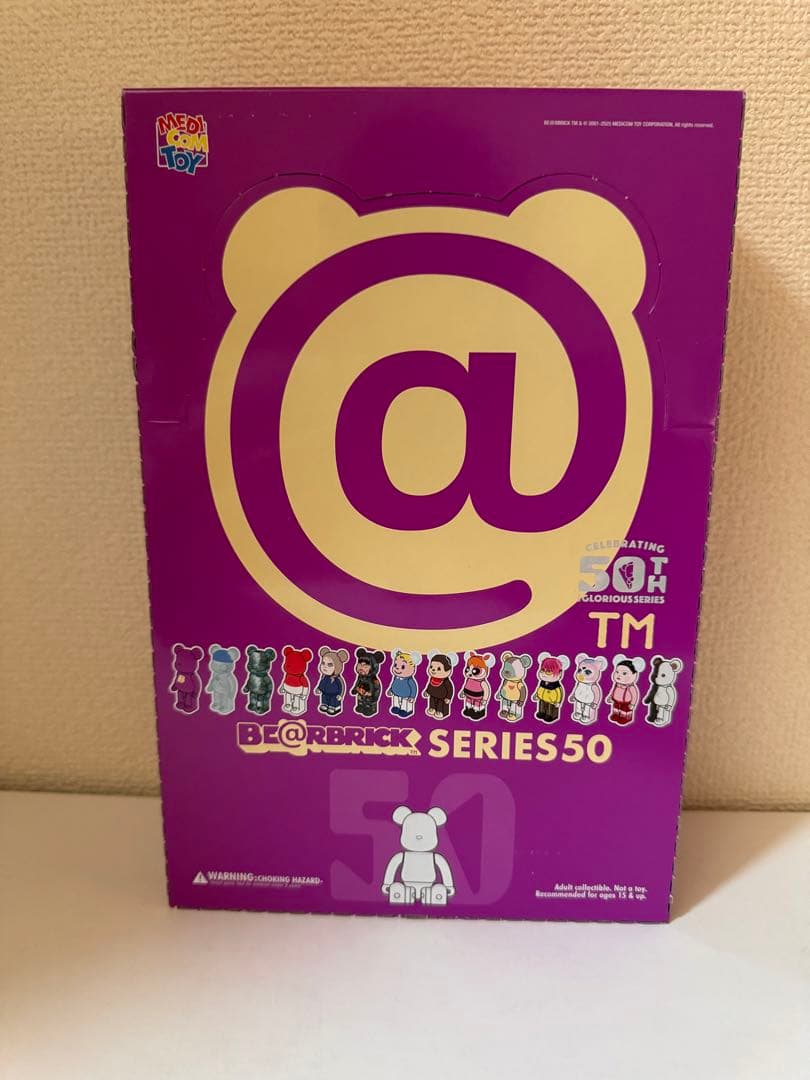 MEDI
COM
TOY
BE@RBRICK TM & © 2001-2025 MEDICOM TOY CORPORATION. All rights reserved.
@
CELEBRATING
50TH
GLORIOUS SERIES
TM
BE@RBRICK™ SERIES50
50
WARNING:CHOKING HAZARD-
Adult collectible. Not a toy.
Recommended for ages 15 & up.